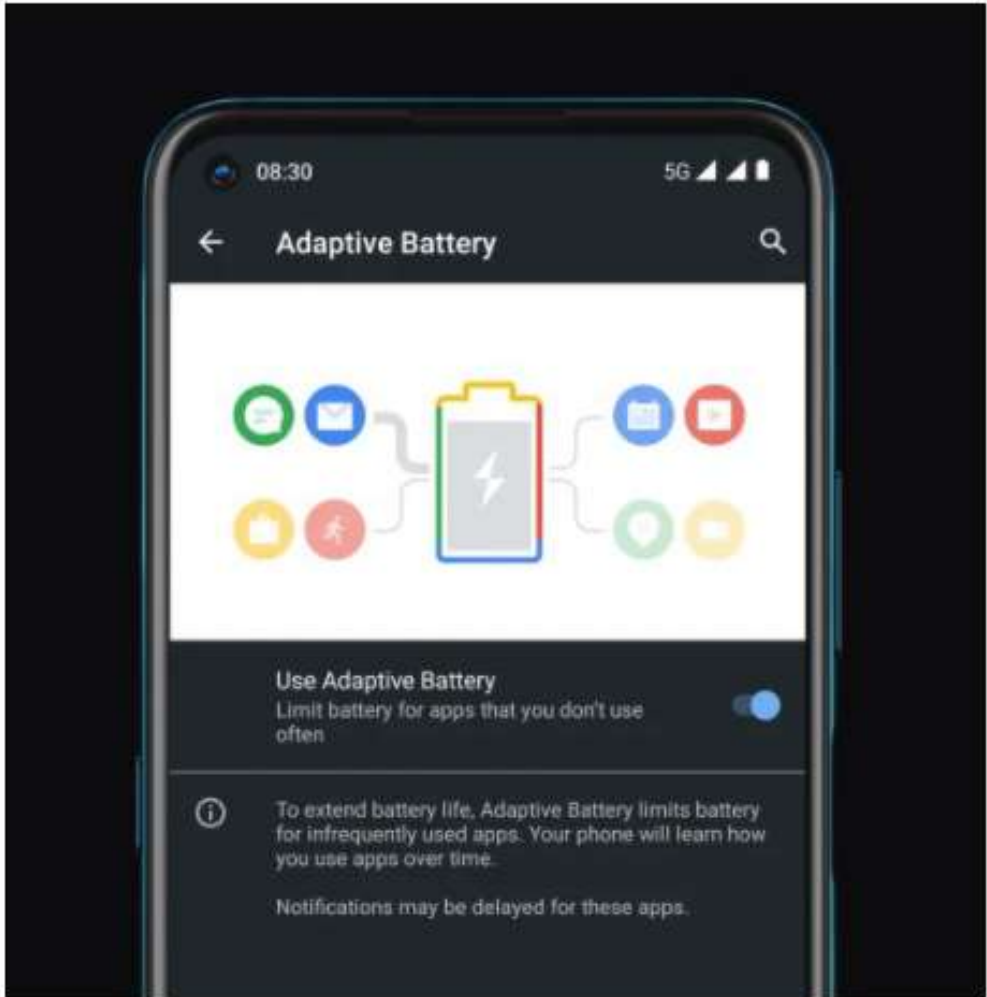 08:30
5G
Adaptive Battery
Use Adaptive Battery
Limit battery for apps that you don't use
often
To extend battery life, Adaptive Battery limits battery
for infrequently used apps. Your phone will learn how
you use apps over time.
Notifications may be delayed for these apps.